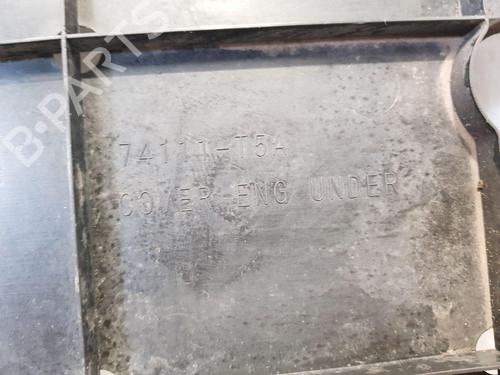 B-PARTS
74111-T5A
COVER-ENG UNDER